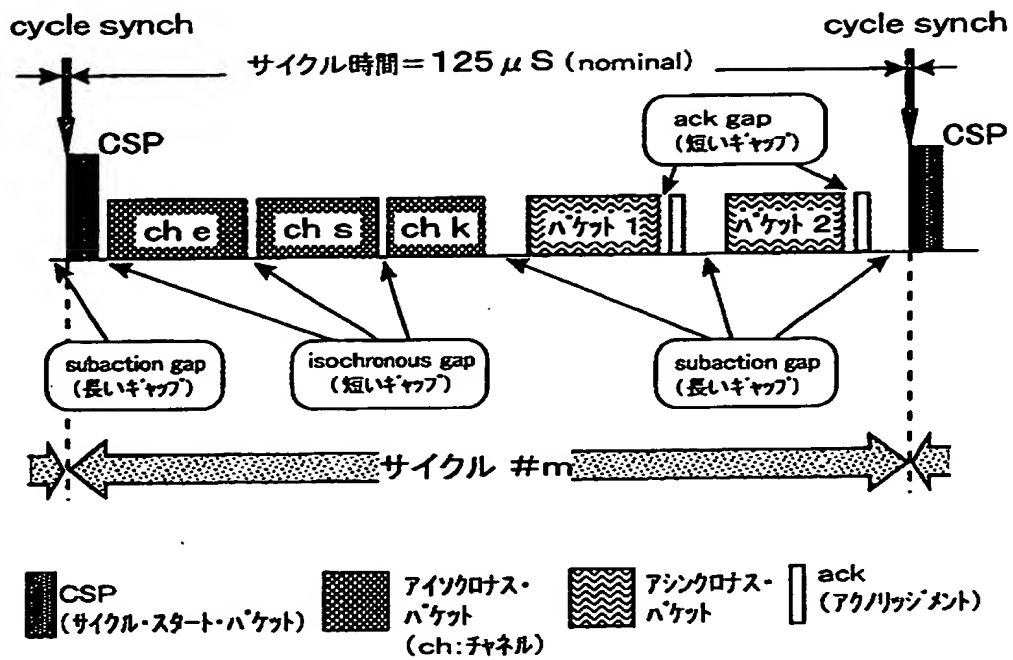 cycle synch
cycle synch
サイクル時間=125μS (nominal)
CSP
ack gap
(短いギャップ)
CSP
ch e
ch s
ch k
パケット 1
パケット 2
subaction gap
(長いギャップ)
isochronous gap
(短いギャップ)
subaction gap
(長いギャップ)
サイクル #m
CSP
(サイクル・スタート・パケット)
アイソクロナス・
パケット
(ch:チャネル)
アシンクロナス・
パケット
ack
(アクノリッジメント)